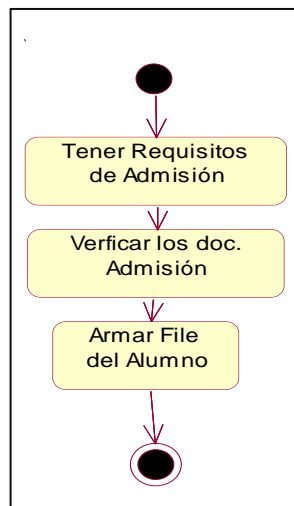 Tener Requisitos
de Admisión
Verficar los doc.
Admisión
Armar File
del Alumno